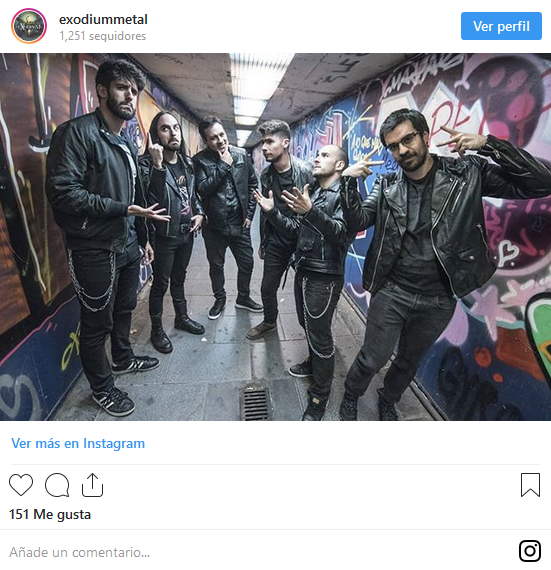 exodiummetal
1,251 seguidores
Ver perfil
Ver más en Instagram
151 Me gusta
Añade un comentario...